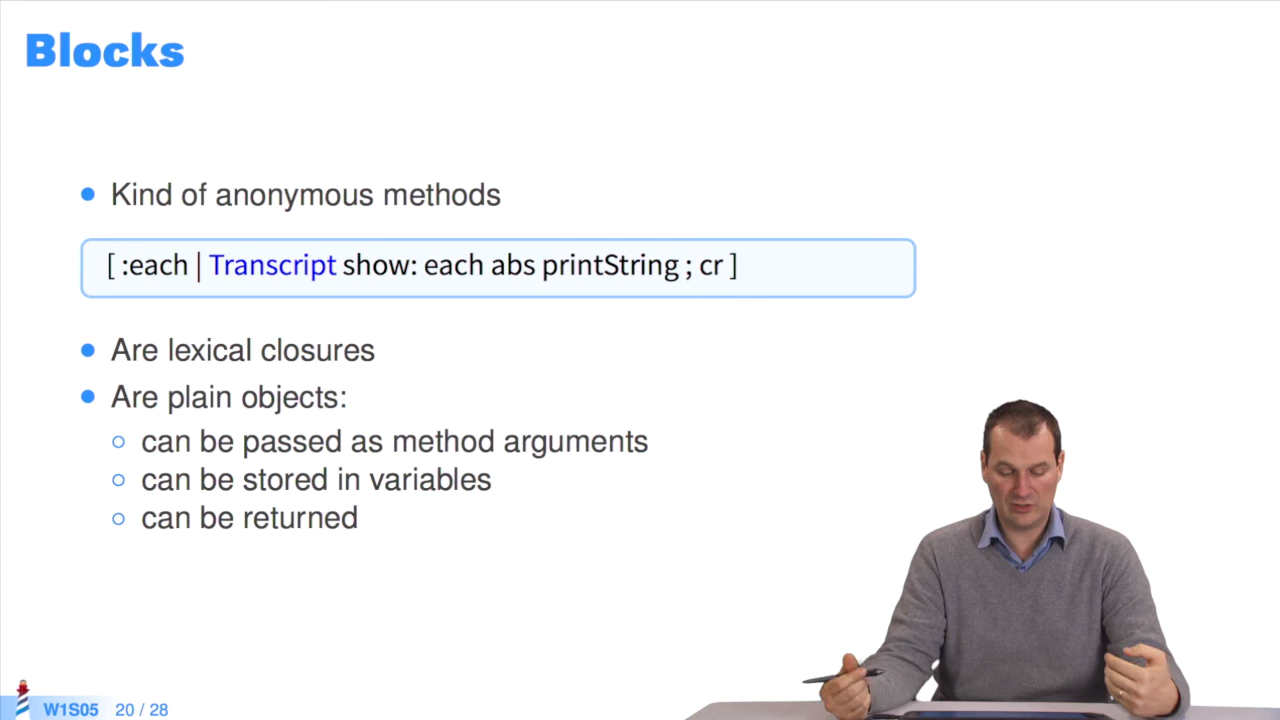 Blocks
Kind of anonymous methods
[ :each | Transcript show: each abs printString ; cr ]
Are lexical closures
Are plain objects:
can be passed as method arguments
can be stored in variables
can be returned
W1S05 20 / 28